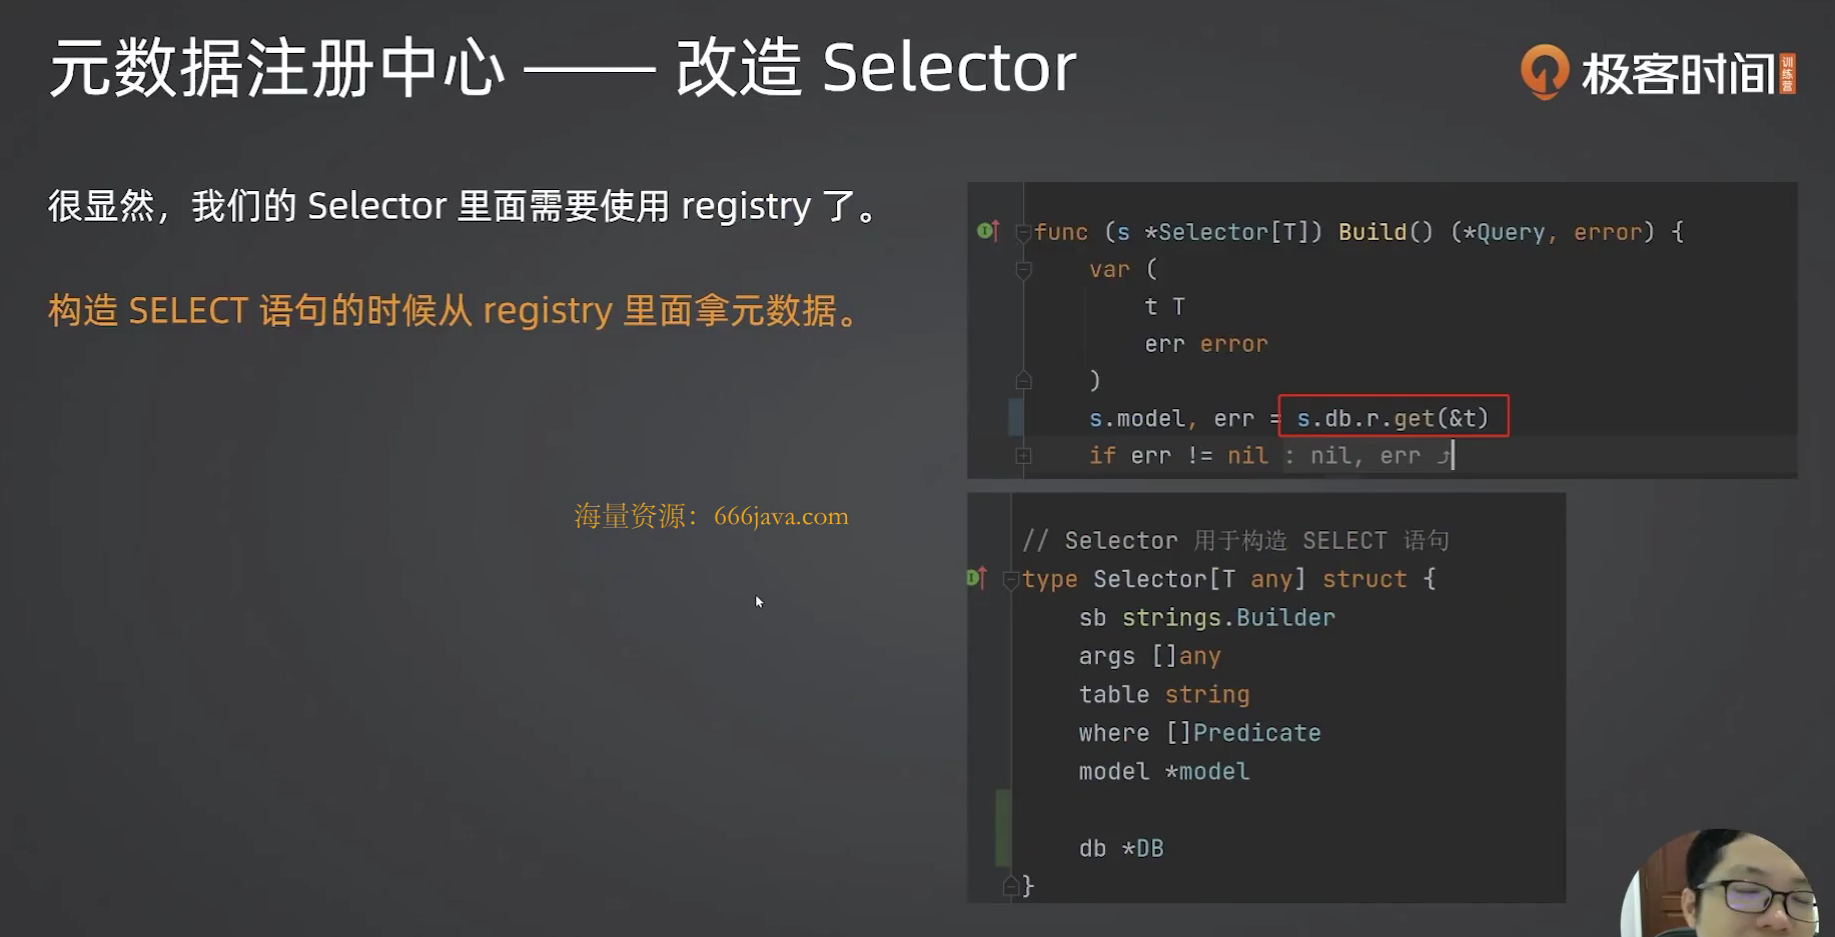 元数据注册中心 —— 改造 Selector
极客时间 训练营
很显然，我们的 Selector 里面需要使用 registry 了。
构造 SELECT 语句的时候从 registry 里面拿元数据。
海量资源：666java.com
func (s *Selector[T]) Build() (*Query, error) {
var (
t T
err error
)
s.model, err = s.db.r.get(&t)
if err != nil : nil, err
// Selector 用于构造 SELECT 语句
type Selector[T any] struct {
sb strings.Builder
args []any
table string
where []Predicate
model *model
db *DB
}